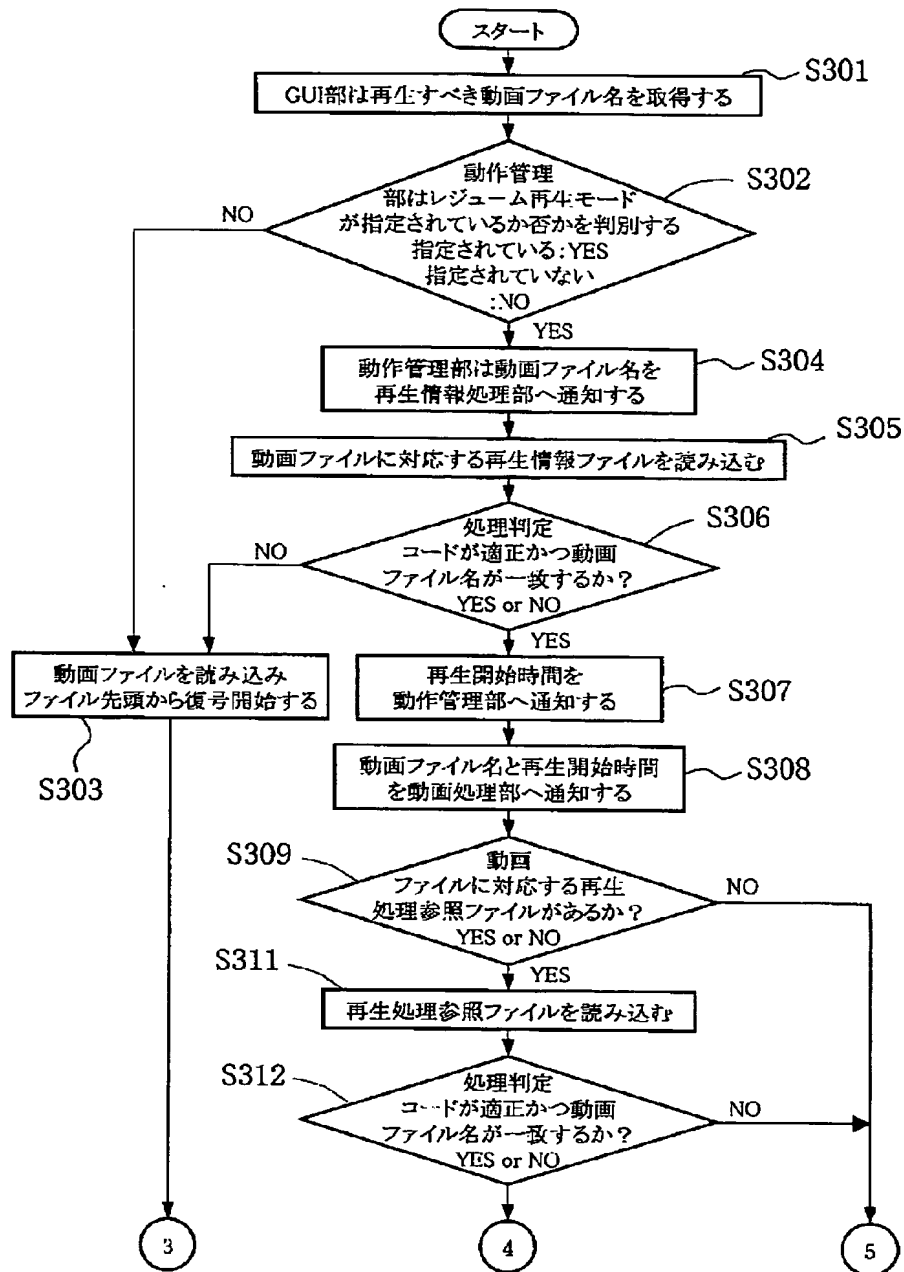 スタート
S301
GUI部は再生すべき動画ファイル名を取得する
S302
動作管理
部はレジューム再生モード
が指定されているか否かを判別する
指定されている:YES
指定されていない
:NO
NO
YES
S304
動作管理部は動画ファイル名を
再生情報処理部へ通知する
S305
動画ファイルに対応する再生情報ファイルを読み込む
S306
処理判定
コードが適正かつ動画
ファイル名が一致するか?
YES or NO
NO
YES
動画ファイルを読み込み
ファイル先頭から復号開始する
S303
再生開始時間を
動作管理部へ通知する
S307
動画ファイル名と再生開始時間
を動画処理部へ通知する
S308
S309
動画
ファイルに対応する再生
処理参照ファイルがあるか?
YES or NO
NO
YES
S311
再生処理参照ファイルを読み込む
S312
処理判定
コードが適正かつ動画
ファイル名が一致するか?
YES or NO
NO
3
4
5